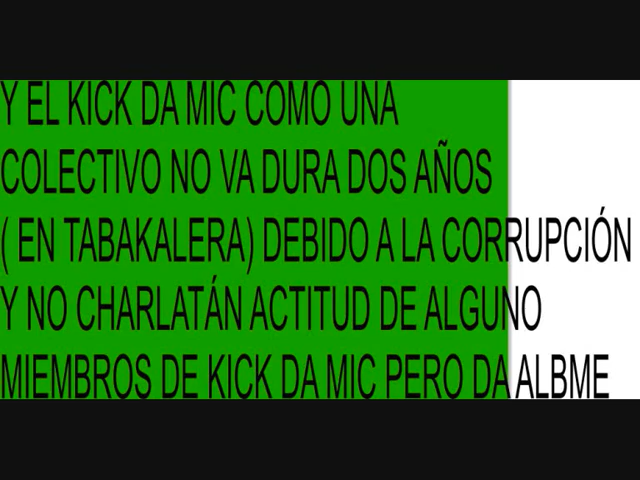 Y EL KICK DA MIC COMO UNA
COLECTIVO NO VA DURA DOS AÑOS
( EN TABAKALERA) DEBIDO A LA CORRUPCIÓN
Y NO CHARLATÁN ACTITUD DE ALGUNO
MIEMBROS DE KICK DA MIC PERO DA ALBME